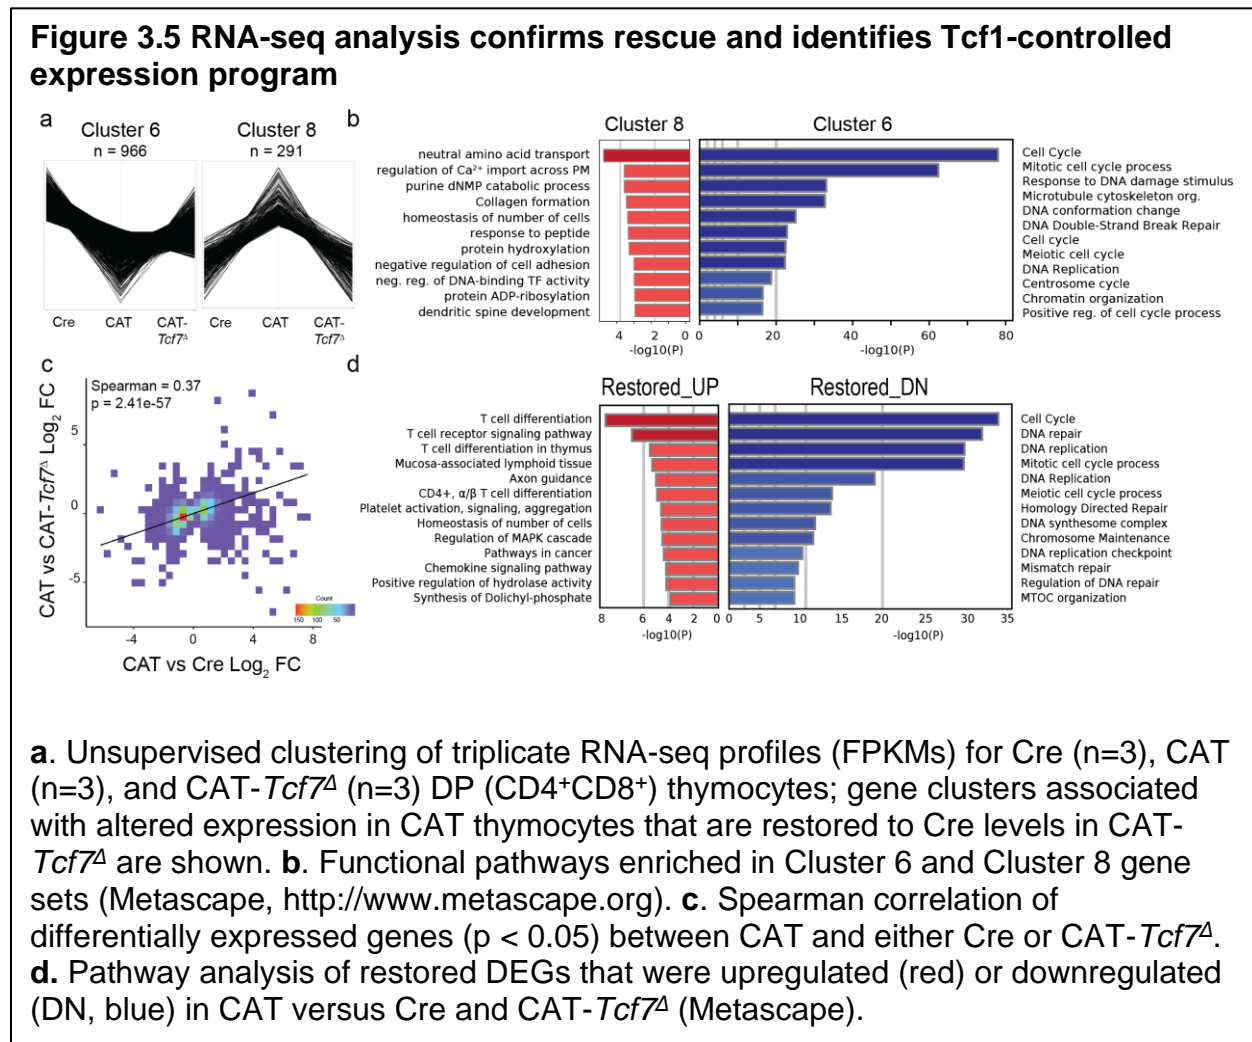 Figure 3.5 RNA-seq analysis confirms rescue and identifies Tcf1-controlled
expression program
a
Cluster 6
n = 966
Cluster 8
n = 291
Cre
CAT
CAT-
Tcf7Δ
Cre
CAT
CAT-
Tcf7Δ
b
Cluster 8
Cluster 6
neutral amino acid transport
regulation of Ca²⁺ import across PM
purine dNMP catabolic process
Collagen formation
homeostasis of number of cells
response to peptide
protein hydroxylation
negative regulation of cell adhesion
neg. reg. of DNA-binding TF activity
protein ADP-ribosylation
dendritic spine development
4 2 0
-log10(P)
0 20 40 60 80
-log10(P)
Cell Cycle
Mitotic cell cycle process
Response to DNA damage stimulus
Microtubule cytoskeleton org.
DNA conformation change
DNA Double-Strand Break Repair
Cell cycle
Meiotic cell cycle
DNA Replication
Centrosome cycle
Chromatin organization
Positive reg. of cell cycle process
c
Spearman = 0.37
p = 2.41e-57
CAT vs CAT-Tcf7Δ Log₂ FC
5
0
-5
Count
150 100 50
-4 0 4 8
CAT vs Cre Log₂ FC
d
Restored_UP
Restored_DN
T cell differentiation
T cell receptor signaling pathway
T cell differentiation in thymus
Mucosa-associated lymphoid tissue
Axon guidance
CD4+, α/β T cell differentiation
Platelet activation, signaling, aggregation
Homeostasis of number of cells
Regulation of MAPK cascade
Pathways in cancer
Chemokine signaling pathway
Positive regulation of hydrolase activity
Synthesis of Dolichyl-phosphate
8 6 4 2 0
-log10(P)
0 5 10 15 20 25 30 35
-log10(P)
Cell Cycle
DNA repair
DNA replication
Mitotic cell cycle process
DNA Replication
Meiotic cell cycle process
Homology Directed Repair
DNA synthesome complex
Chromosome Maintenance
DNA replication checkpoint
Mismatch repair
Regulation of DNA repair
MTOC organization
a. Unsupervised clustering of triplicate RNA-seq profiles (FPKMs) for Cre (n=3), CAT
(n=3), and CAT-Tcf7Δ (n=3) DP (CD4⁺CD8⁺) thymocytes; gene clusters associated
with altered expression in CAT thymocytes that are restored to Cre levels in CAT-
Tcf7Δ are shown. b. Functional pathways enriched in Cluster 6 and Cluster 8 gene
sets (Metascape, http://www.metascape.org). c. Spearman correlation of
differentially expressed genes (p < 0.05) between CAT and either Cre or CAT-Tcf7Δ.
d. Pathway analysis of restored DEGs that were upregulated (red) or downregulated
(DN, blue) in CAT versus Cre and CAT-Tcf7Δ (Metascape).